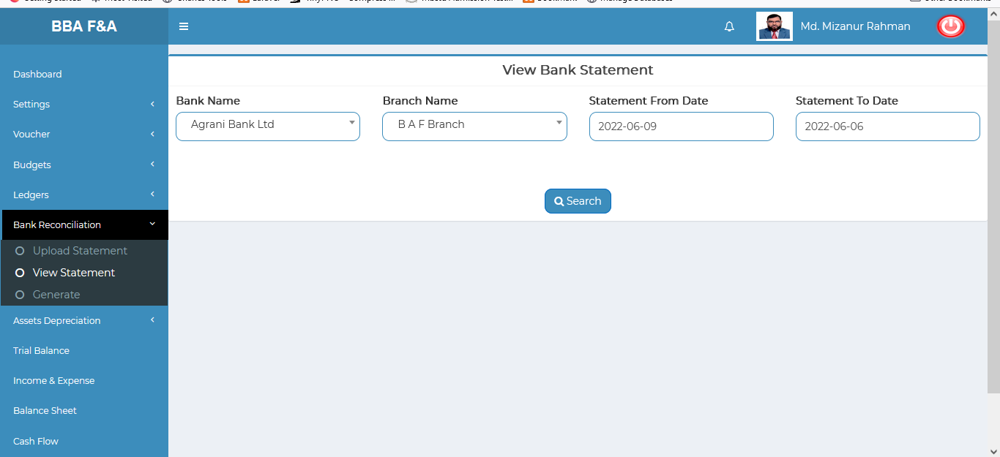 BBA F&A
Md. Mizanur Rahman
Dashboard
Settings
Voucher
Budgets
Ledgers
Bank Reconciliation
Upload Statement
View Statement
Generate
Assets Depreciation
Trial Balance
Income & Expense
Balance Sheet
Cash Flow
View Bank Statement
Bank Name
Agrani Bank Ltd
Branch Name
B A F Branch
Statement From Date
2022-06-09
Statement To Date
2022-06-06
Search